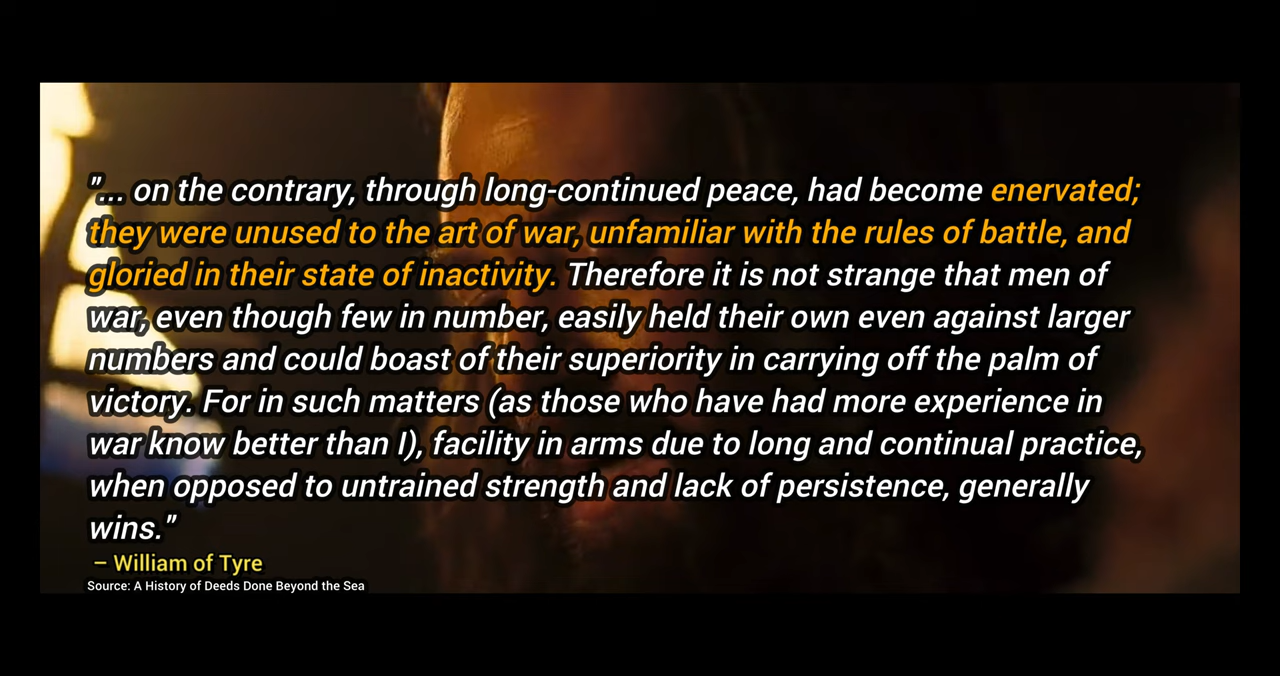 "... on the contrary, through long-continued peace, had become enervated;
they were unused to the art of war, unfamiliar with the rules of battle, and
gloried in their state of inactivity. Therefore it is not strange that men of
war, even though few in number, easily held their own even against larger
numbers and could boast of their superiority in carrying off the palm of
victory. For in such matters (as those who have had more experience in
war know better than I), facility in arms due to long and continual practice,
when opposed to untrained strength and lack of persistence, generally
wins."
– William of Tyre
Source: A History of Deeds Done Beyond the Sea